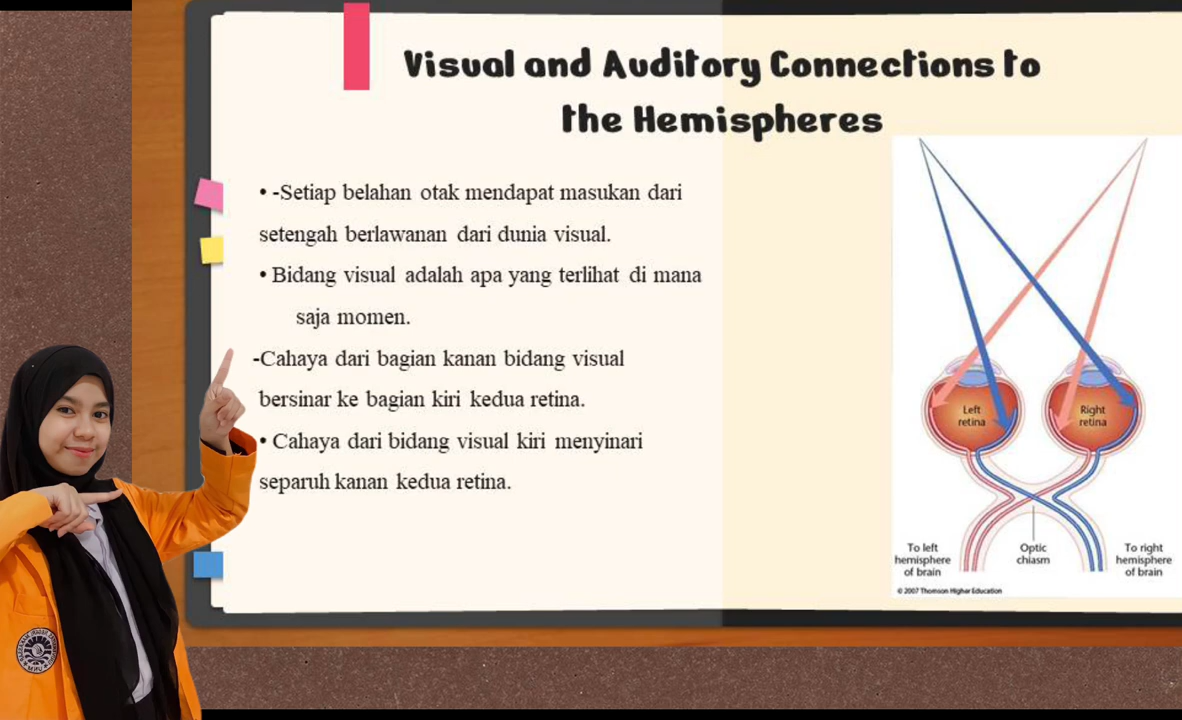 Visual and Auditory Connections to
the Hemispheres
• -Setiap belahan otak mendapat masukan dari
setengah berlawanan dari dunia visual.
• Bidang visual adalah apa yang terlihat di mana
saja momen.
-Cahaya dari bagian kanan bidang visual
bersinar ke bagian kiri kedua retina.
• Cahaya dari bidang visual kiri menyinari
separuh kanan kedua retina.
Left
retina
Right
retina
To left
hemisphere
of brain
Optic
chiasm
To right
hemisphere
of brain
© 2007 Thomson Higher Education